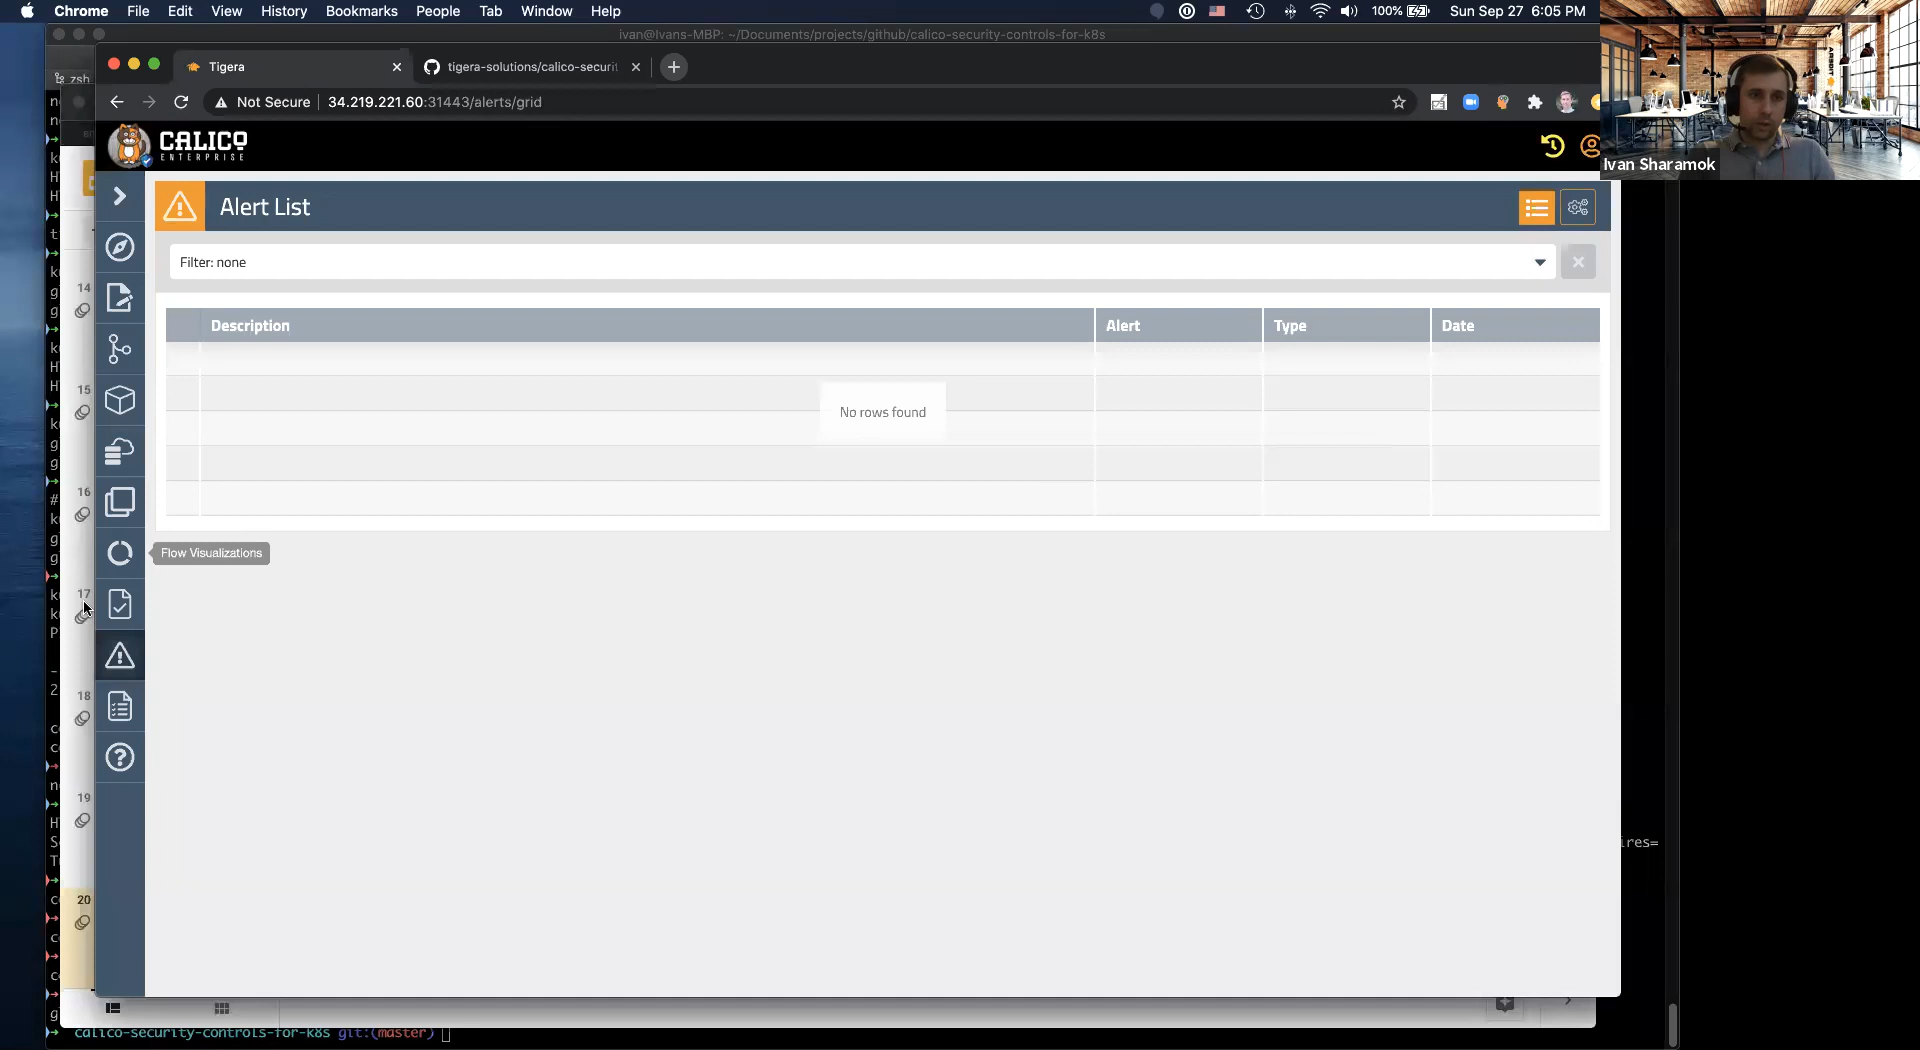 Chrome File Edit View History Bookmarks People Tab Window Help
100%
Sun Sep 27 6:05 PM
ivan@Ivans-MBP: ~/Documents/projects/github/calico-security-controls-for-k8s
zsh
Tigera
tigera-solutions/calico-securit
Not Secure
34.219.221.60:31443/alerts/grid
CALICO
ENTERPRISE
Ivan Sharamok
Alert List
Filter: none
Description
Alert
Type
Date
No rows found
Flow Visualizations
14
15
16
17
18
19
20
ires=
calico-security-controls-for-k8s git:(master)